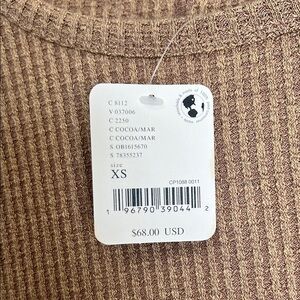 C 8112
V 037006
C 2250
C COCOA/MAR
C COCOA/MAR
S OB1615670
S 78355237
size
XS
CP1088 0011
1 96790 39044 2
$68.00 USD